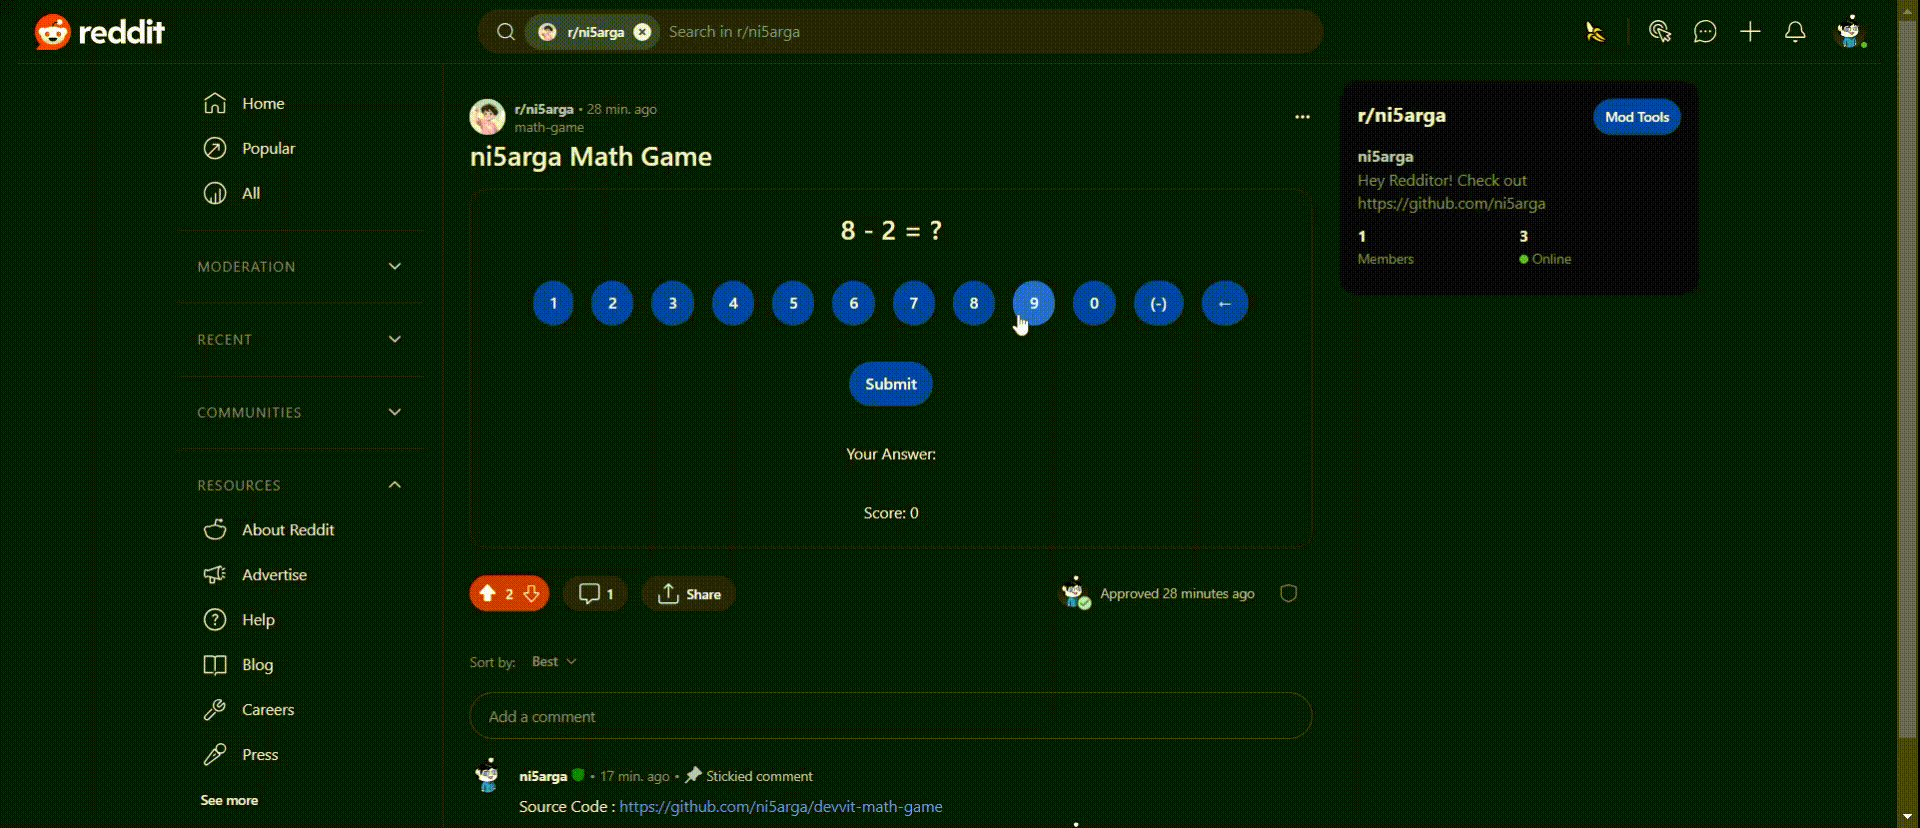 reddit
r/ni5arga
Search in r/ni5arga
Home
Popular
All
MODERATION
RECENT
COMMUNITIES
RESOURCES
About Reddit
Advertise
Help
Blog
Careers
Press
See more
r/ni5arga • 28 min. ago
math-game
ni5arga Math Game
8 - 2 = ?
1 2 3 4 5 6 7 8 9 0 (-) ←
Submit
Your Answer:
Score: 0
2
1
Share
Approved 28 minutes ago
Sort by: Best
Add a comment
ni5arga • 17 min. ago • Stickied comment
Source Code : https://github.com/ni5arga/devvit-math-game
r/ni5arga
Mod Tools
ni5arga
Hey Redditor! Check out
https://github.com/ni5arga
1 3
Members Online